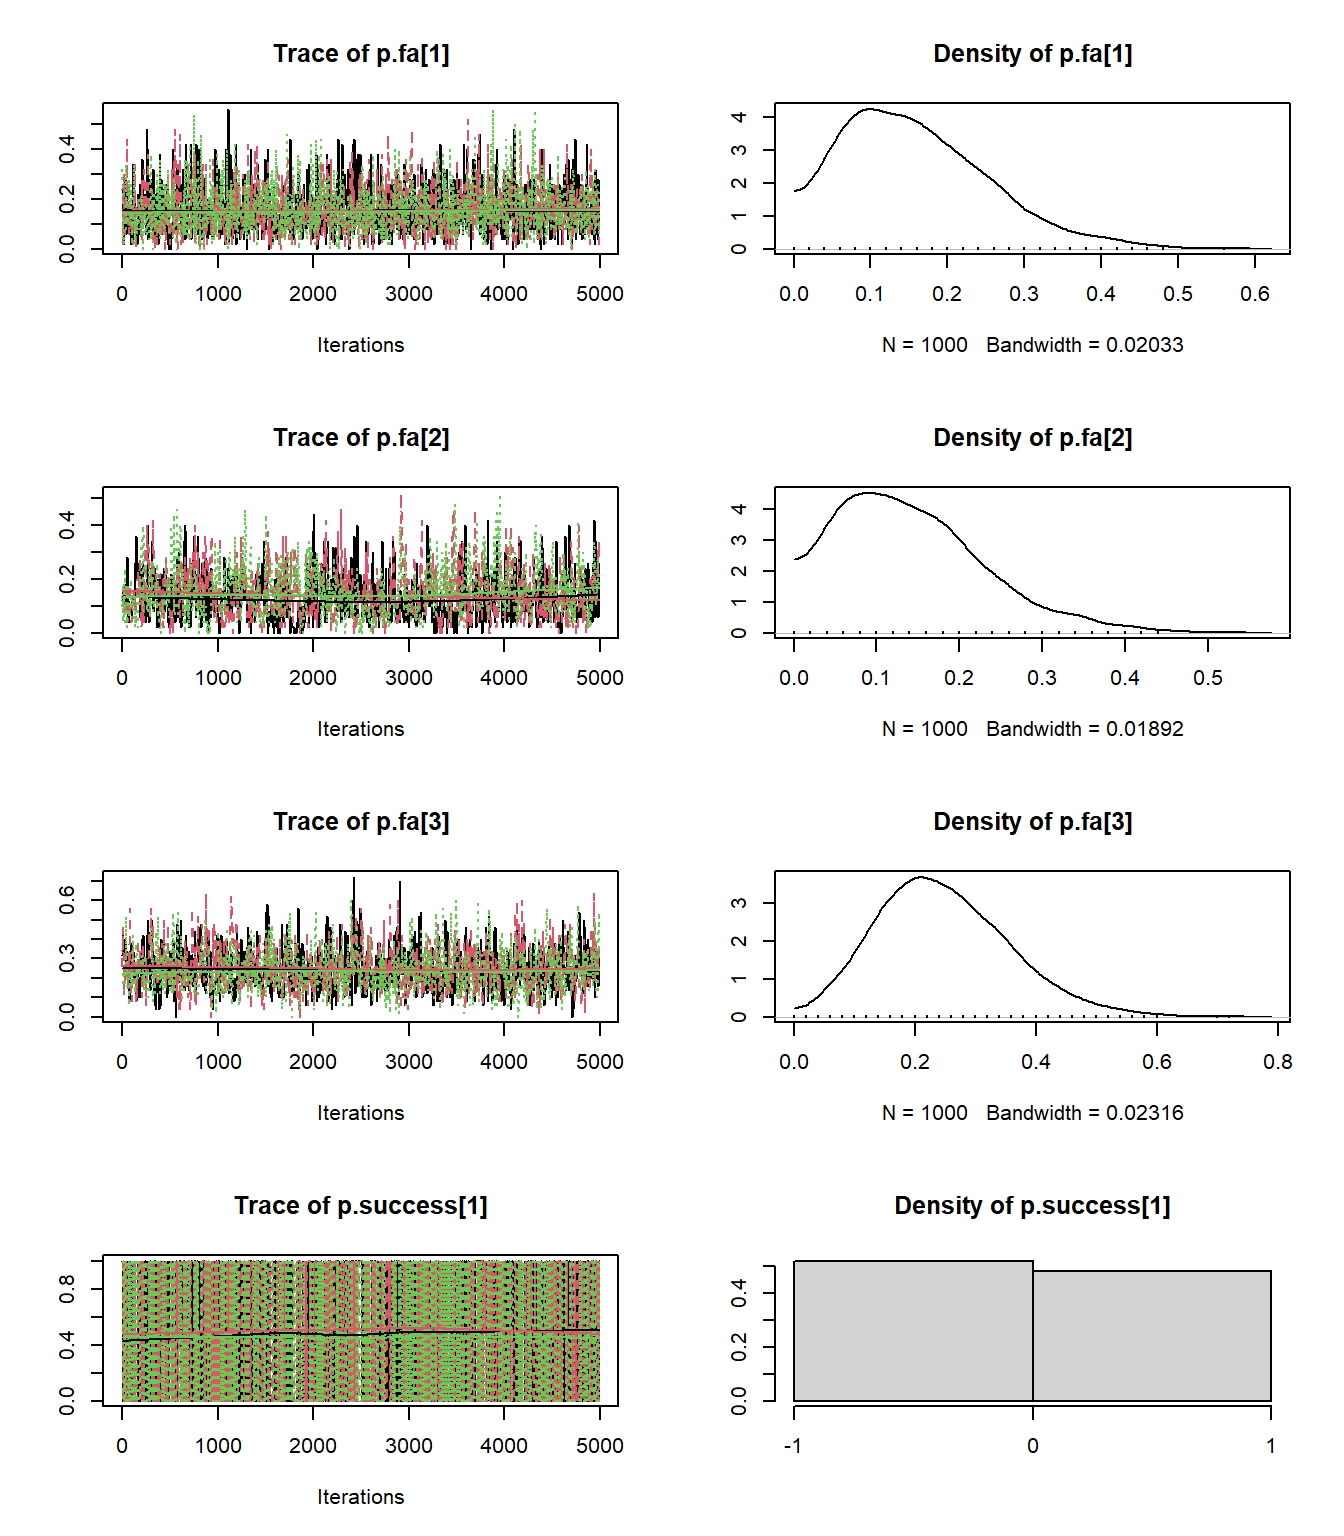 Trace of p.fa[1]
Density of p.fa[1]
0.0 0.2 0.4
0 1000 2000 3000 4000 5000
Iterations
0 1 2 3 4
0.0 0.1 0.2 0.3 0.4 0.5 0.6
N = 1000 Bandwidth = 0.02033
Trace of p.fa[2]
Density of p.fa[2]
0.0 0.2 0.4
0 1000 2000 3000 4000 5000
Iterations
0 1 2 3 4
0.0 0.1 0.2 0.3 0.4 0.5
N = 1000 Bandwidth = 0.01892
Trace of p.fa[3]
Density of p.fa[3]
0.0 0.3 0.6
0 1000 2000 3000 4000 5000
Iterations
0 1 2 3
0.0 0.2 0.4 0.6 0.8
N = 1000 Bandwidth = 0.02316
Trace of p.success[1]
Density of p.success[1]
0.0 0.4 0.8
0 1000 2000 3000 4000 5000
Iterations
0.0 0.2 0.4
-1 0 1